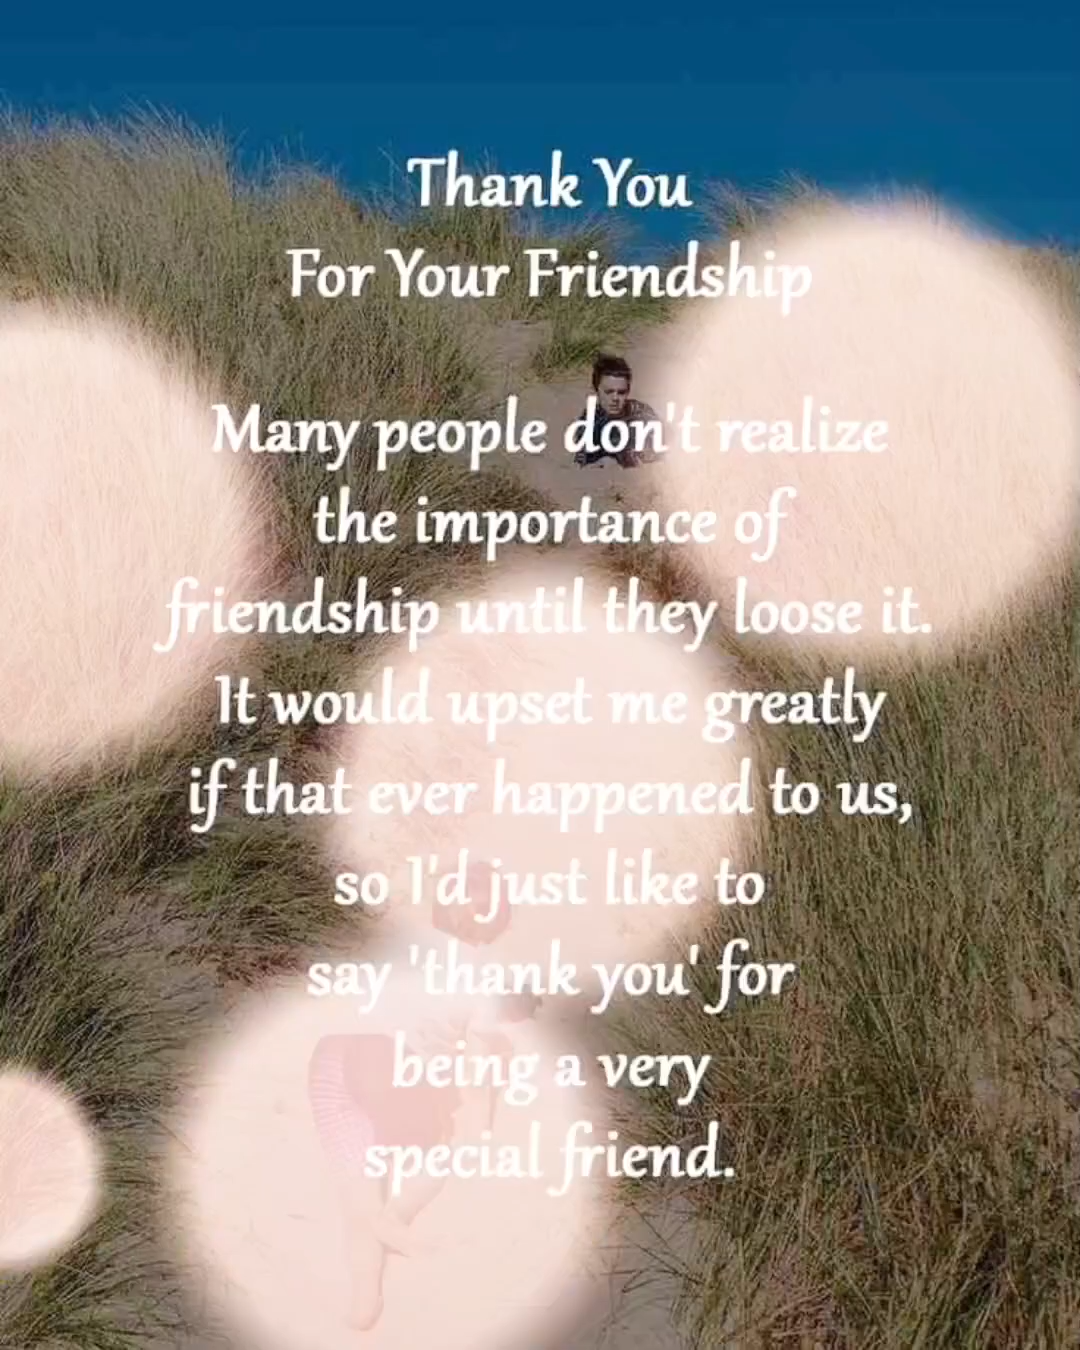 Thank You
For Your Friendship
Many people don't realize
the importance of
friendship until they loose it.
It would upset me greatly
if that ever happened to us,
so I'd just like to
say 'thank you' for
being a very
special friend.